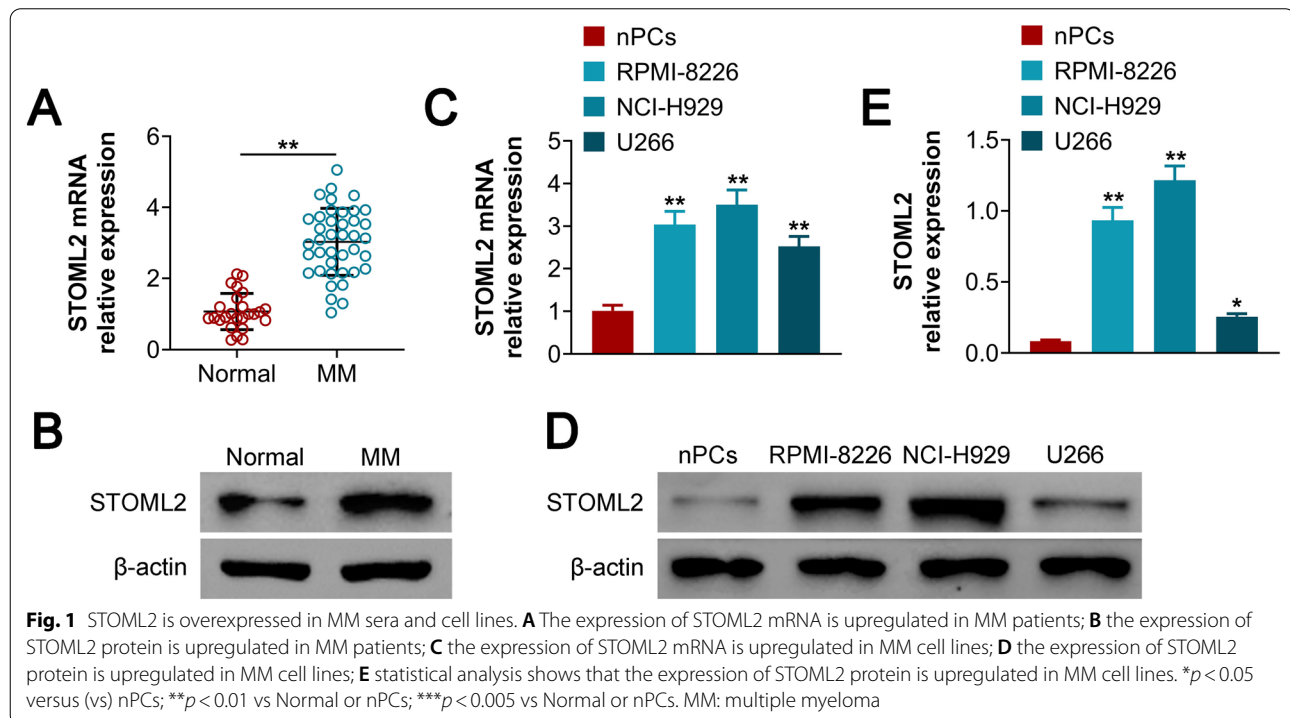 A
STOML2 mRNA
relative expression
6
4
2
0
**
Normal
MM
C
nPCs
RPMI-8226
NCI-H929
U266
STOML2 mRNA
relative expression
5
4
3
2
1
0
**
**
**
E
nPCs
RPMI-8226
NCI-H929
U266
STOML2
relative expression
1.5
1.0
0.5
0.0
**
**
*
B
Normal MM
STOML2
β-actin
D
nPCs RPMI-8226 NCI-H929 U266
STOML2
β-actin
Fig. 1 STOML2 is overexpressed in MM sera and cell lines. A The expression of STOML2 mRNA is upregulated in MM patients; B the expression of
STOML2 protein is upregulated in MM patients; C the expression of STOML2 mRNA is upregulated in MM cell lines; D the expression of STOML2
protein is upregulated in MM cell lines; E statistical analysis shows that the expression of STOML2 protein is upregulated in MM cell lines. *p < 0.05
versus (vs) nPCs; **p < 0.01 vs Normal or nPCs; ***p < 0.005 vs Normal or nPCs. MM: multiple myeloma